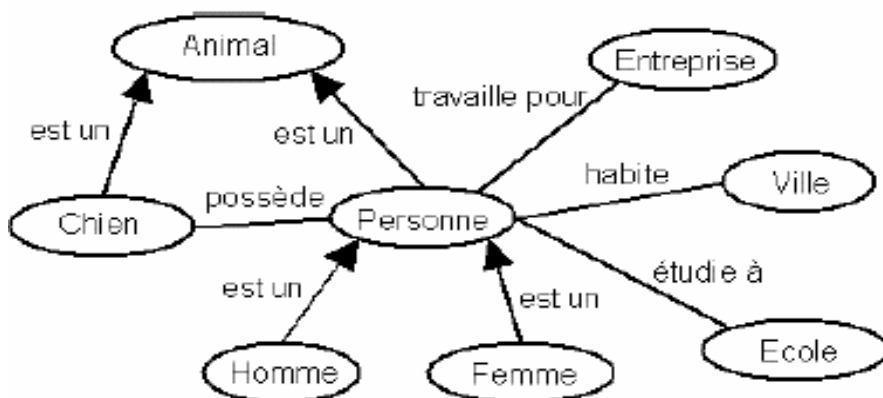 Animal
Entreprise
travaille pour
est un
est un
habite
Ville
possède
Chien
Personne
étudie à
est un
est un
Homme
Femme
Ecole